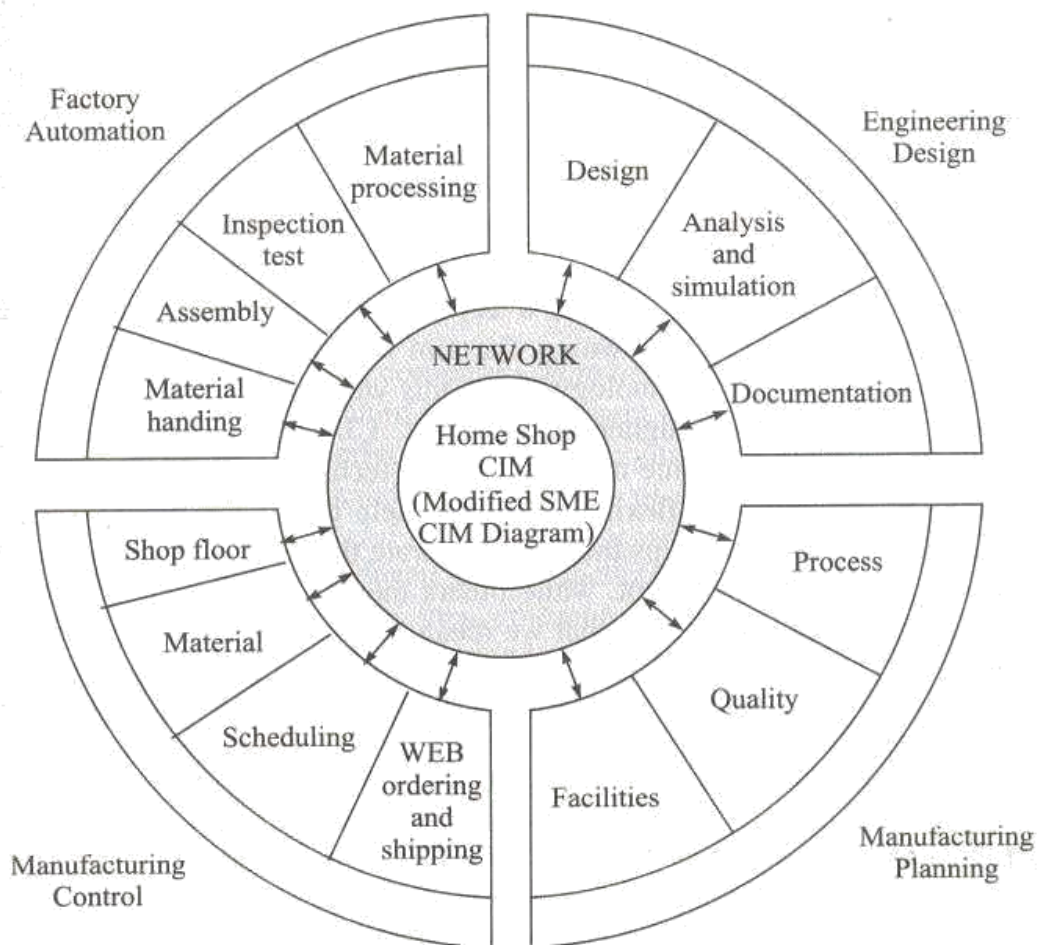 Factory
Automation
Engineering
Design
Material
processing
Inspection
test
Assembly
Material
handing
Design
Analysis
and
simulation
Documentation
NETWORK
Home Shop
CIM
(Modified SME
CIM Diagram)
Shop floor
Material
Scheduling
WEB
ordering
and
shipping
Process
Quality
Facilities
Manufacturing
Control
Manufacturing
Planning